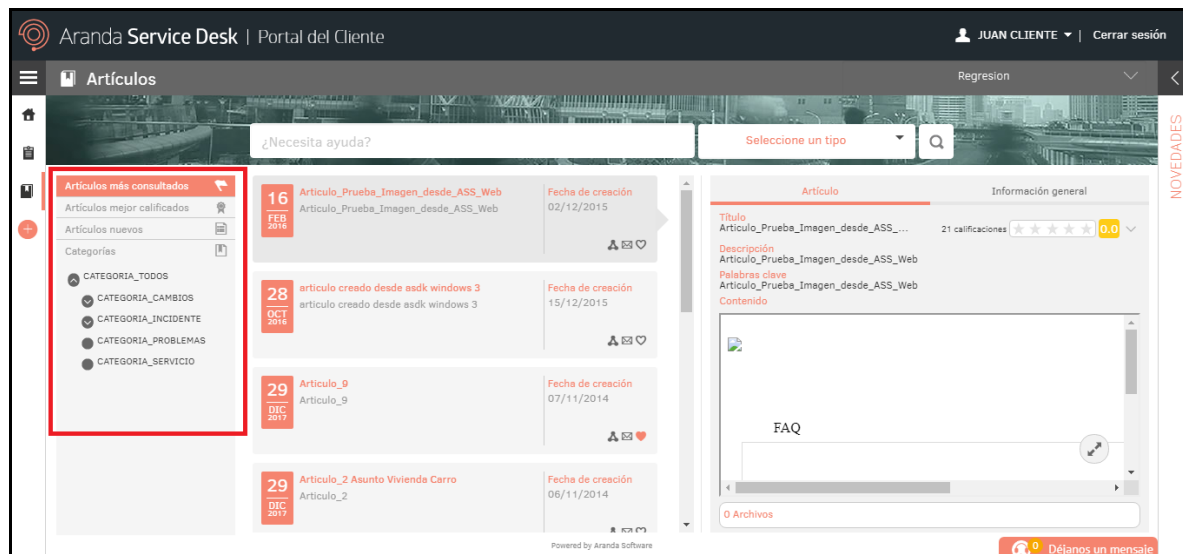 Aranda Service Desk | Portal del Cliente
JUAN CLIENTE | Cerrar sesión
Artículos
Regresion
¿Necesita ayuda?
Seleccione un tipo
NOVEDADES
Artículos más consultados
Artículos mejor calificados
Artículos nuevos
Categorías
CATEGORIA_TODOS
CATEGORIA_CAMBIOS
CATEGORIA_INCIDENTE
CATEGORIA_PROBLEMAS
CATEGORIA_SERVICIO
16
FEB
2016
Articulo_Prueba_Imagen_desde_ASS_Web
Articulo_Prueba_Imagen_desde_ASS_Web
Fecha de creación
02/12/2015
28
OCT
2016
articulo creado desde asdk windows 3
articulo creado desde asdk windows 3
Fecha de creación
15/12/2015
29
DIC
2017
Articulo_9
Articulo_9
Fecha de creación
07/11/2014
29
DIC
2017
Articulo_2 Asunto Vivienda Carro
Articulo_2
Fecha de creación
06/11/2014
Artículo
Información general
Título
Articulo_Prueba_Imagen_desde_ASS_...
21 calificaciones
0.0
Descripción
Articulo_Prueba_Imagen_desde_ASS_Web
Palabras clave
Articulo_Prueba_Imagen_desde_ASS_Web
Contenido
FAQ
0 Archivos
Powered by Aranda Software
0
Déjanos un mensaje